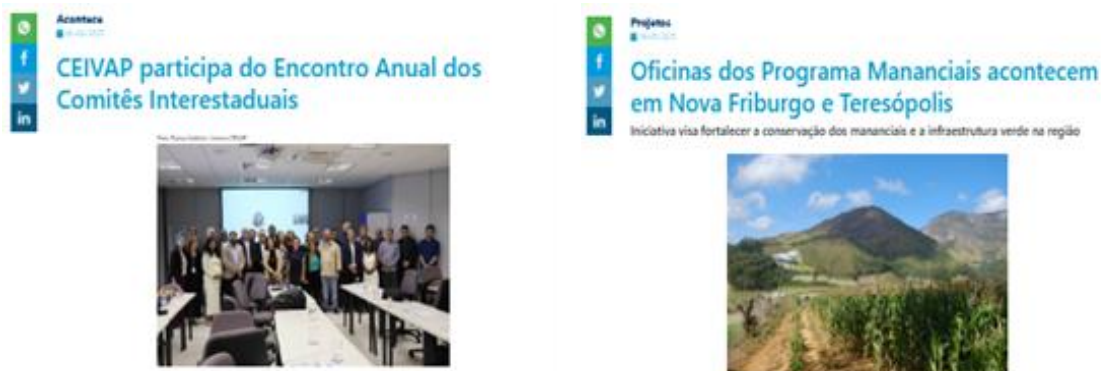 Acontece
CEIVAP participa do Encontro Anual dos
Comitês Interestaduais
Projetos
Oficinas dos Programa Mananciais acontecem
em Nova Friburgo e Teresópolis
Iniciativa visa fortalecer a conservação dos mananciais e a infraestrutura verde na região